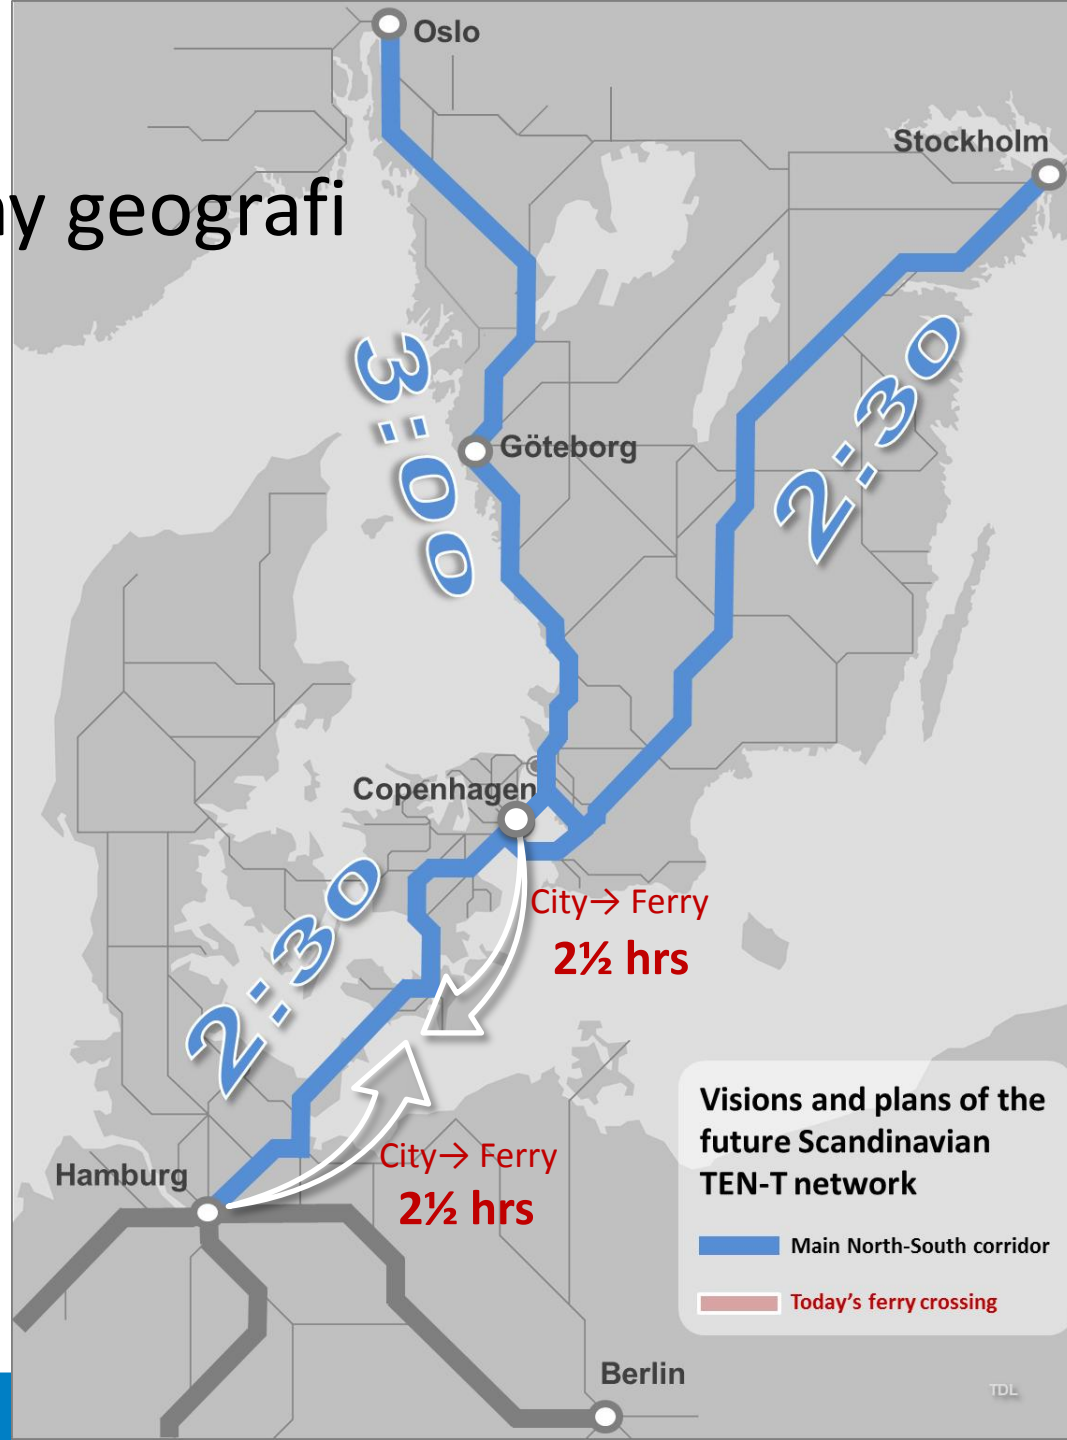 Oslo
Stockholm
geografi
3:00
2:30
Göteborg
Copenhagen
City→ Ferry
2½ hrs
2:30
City→ Ferry
2½ hrs
Hamburg
Visions and plans of the
future Scandinavian
TEN-T network
Main North-South corridor
Today's ferry crossing
Berlin
TDL